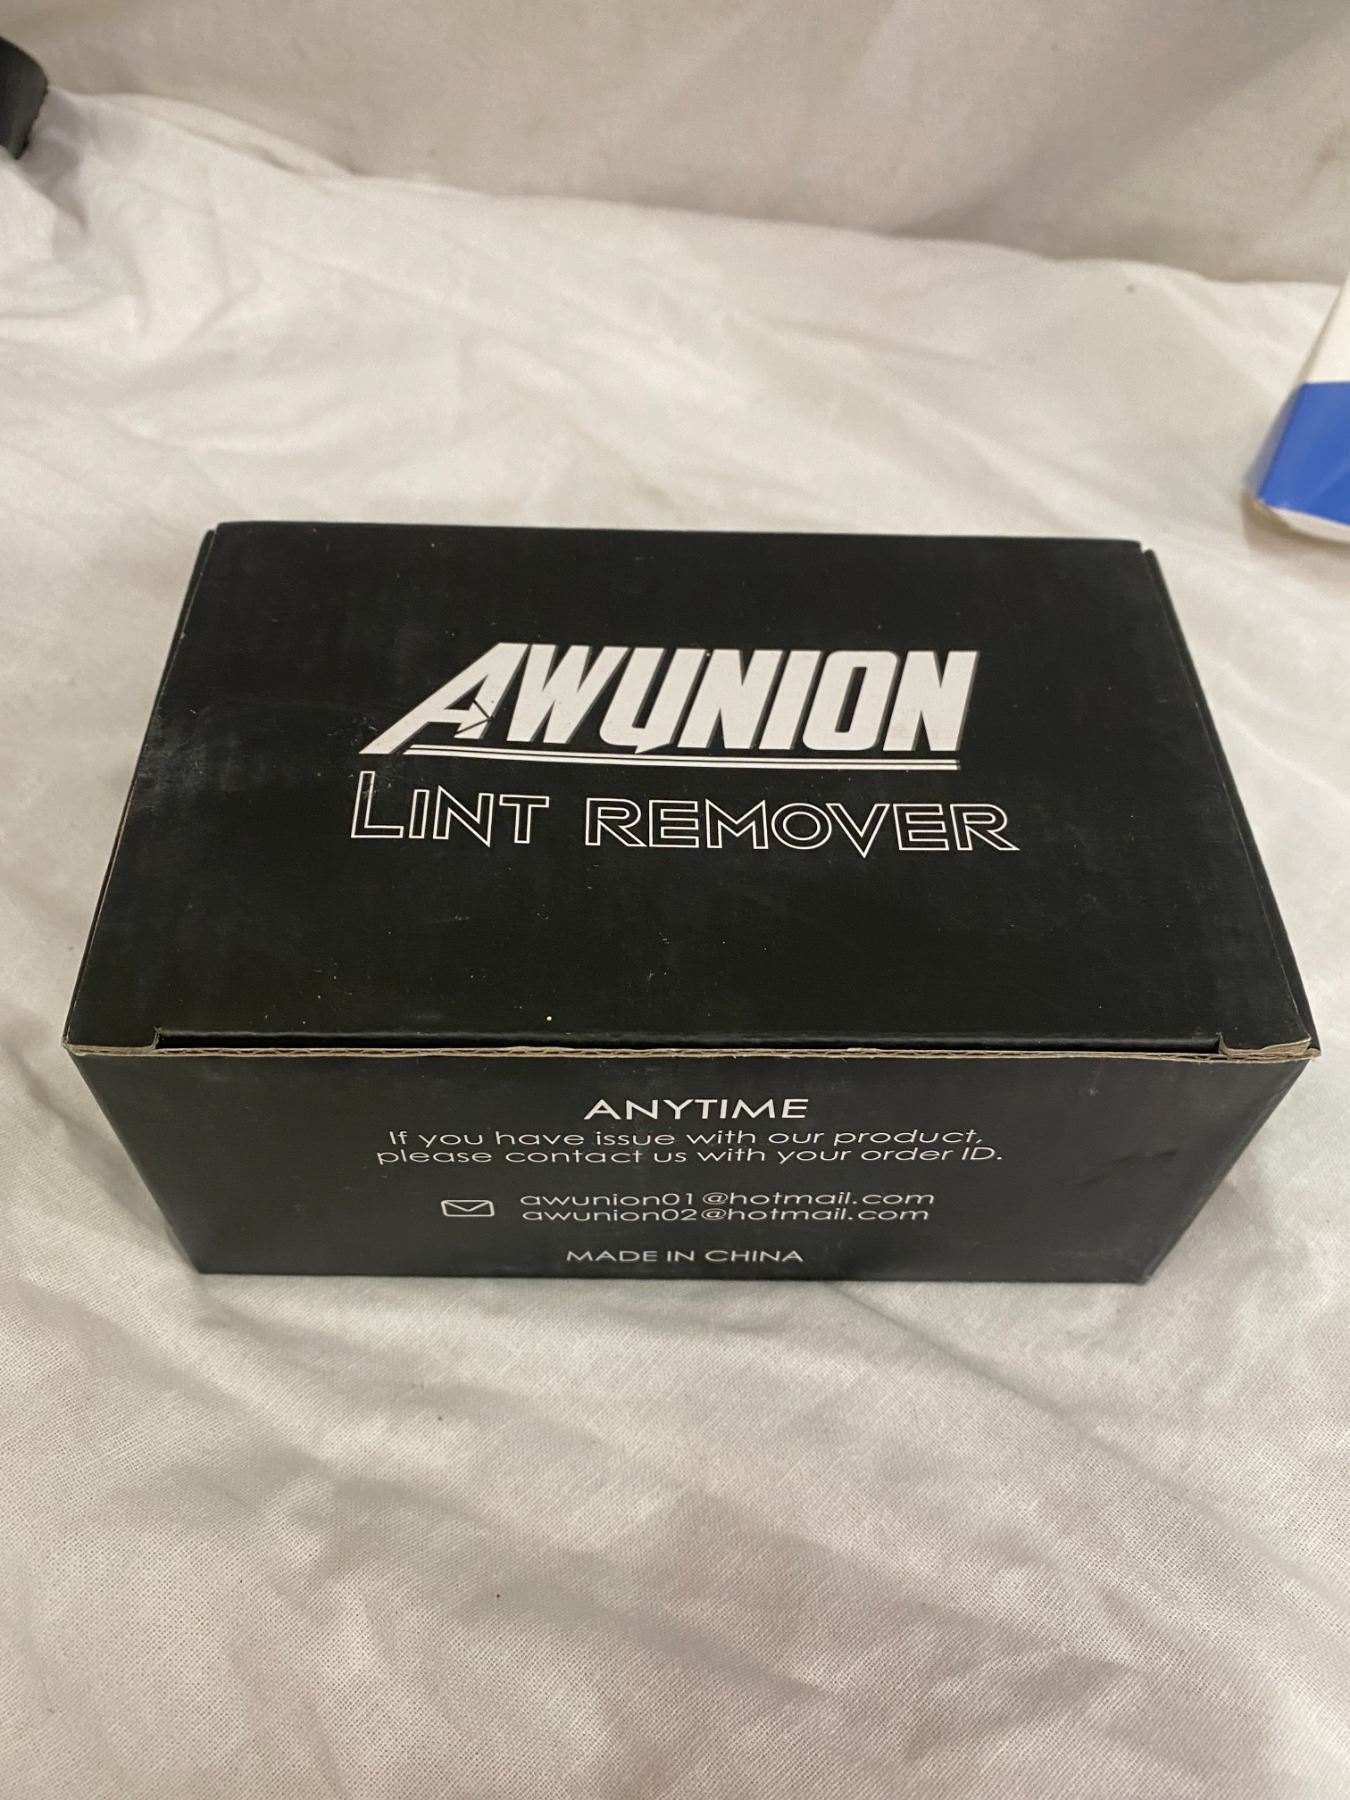 AWUNION
LINT REMOVER
ANYTIME
If you have issue with our product,
please contact us with your order ID.
awunion01@hotmail.com
awunion02@hotmail.com
MADE IN CHINA